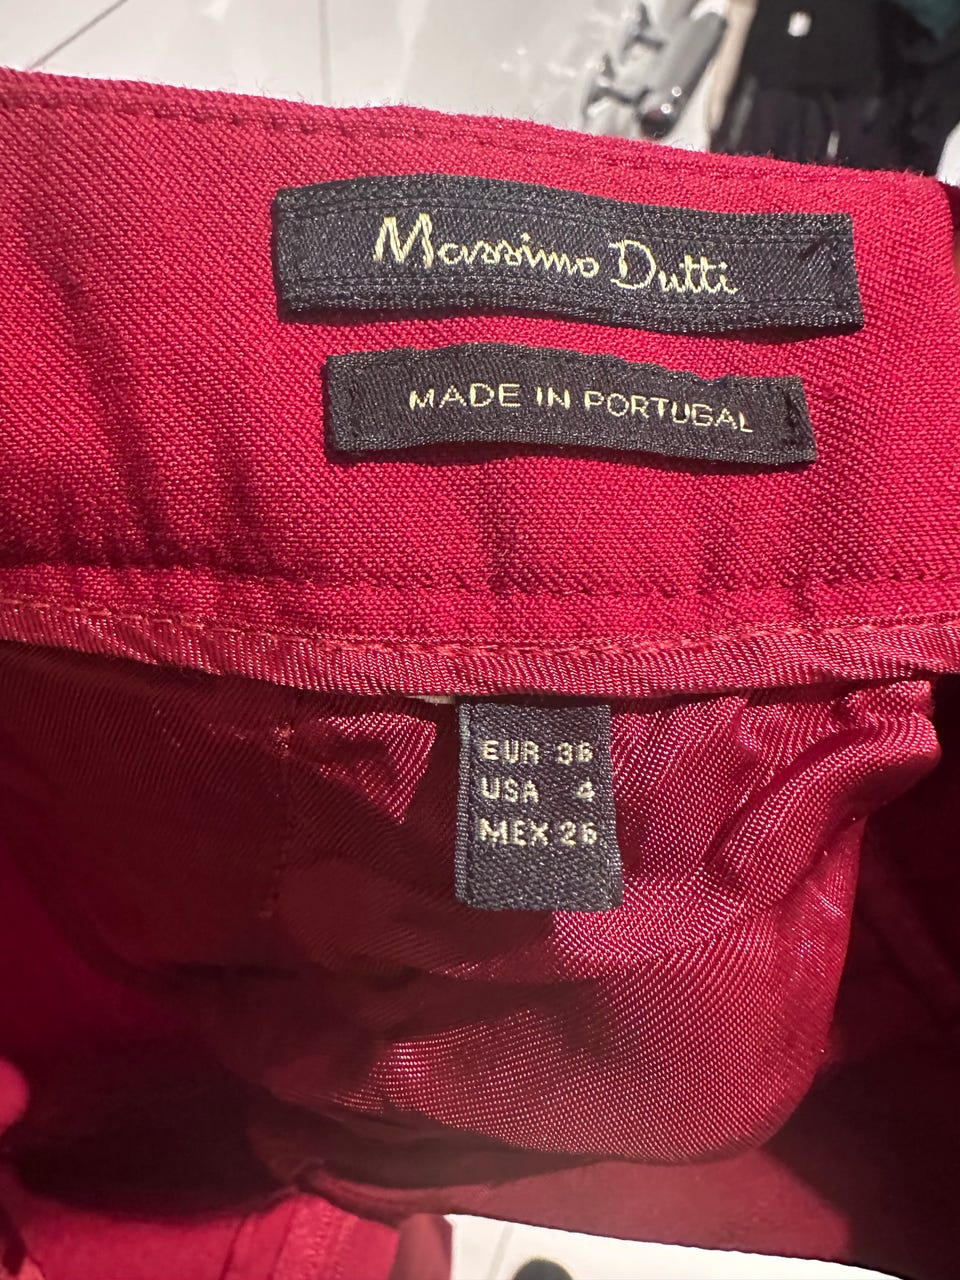 Massimo Dutti
MADE IN PORTUGAL
EUR 36
USA 4
MEX 26